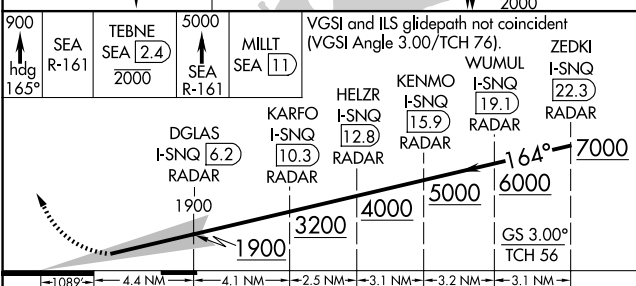 2000
900
hdg
165°
SEA
R-161
TEBNE
SEA 2.4
2000
5000
SEA
R-161
MILLT
SEA 11
VGSI and ILS glidepath not coincident
(VGSI Angle 3.00/TCH 76).
ZEDKI
I-SNQ
22.3
RADAR
WUMUL
I-SNQ
19.1
RADAR
KENMO
I-SNQ
15.9
RADAR
HELZR
I-SNQ
12.8
RADAR
KARFO
I-SNQ
10.3
RADAR
DGLAS
I-SNQ 6.2
RADAR
1900
1900
3200
4000
5000
6000
164°
7000
GS 3.00°
TCH 56
1089'
4.4 NM
4.1 NM
2.5 NM
3.1 NM
3.2 NM
3.1 NM